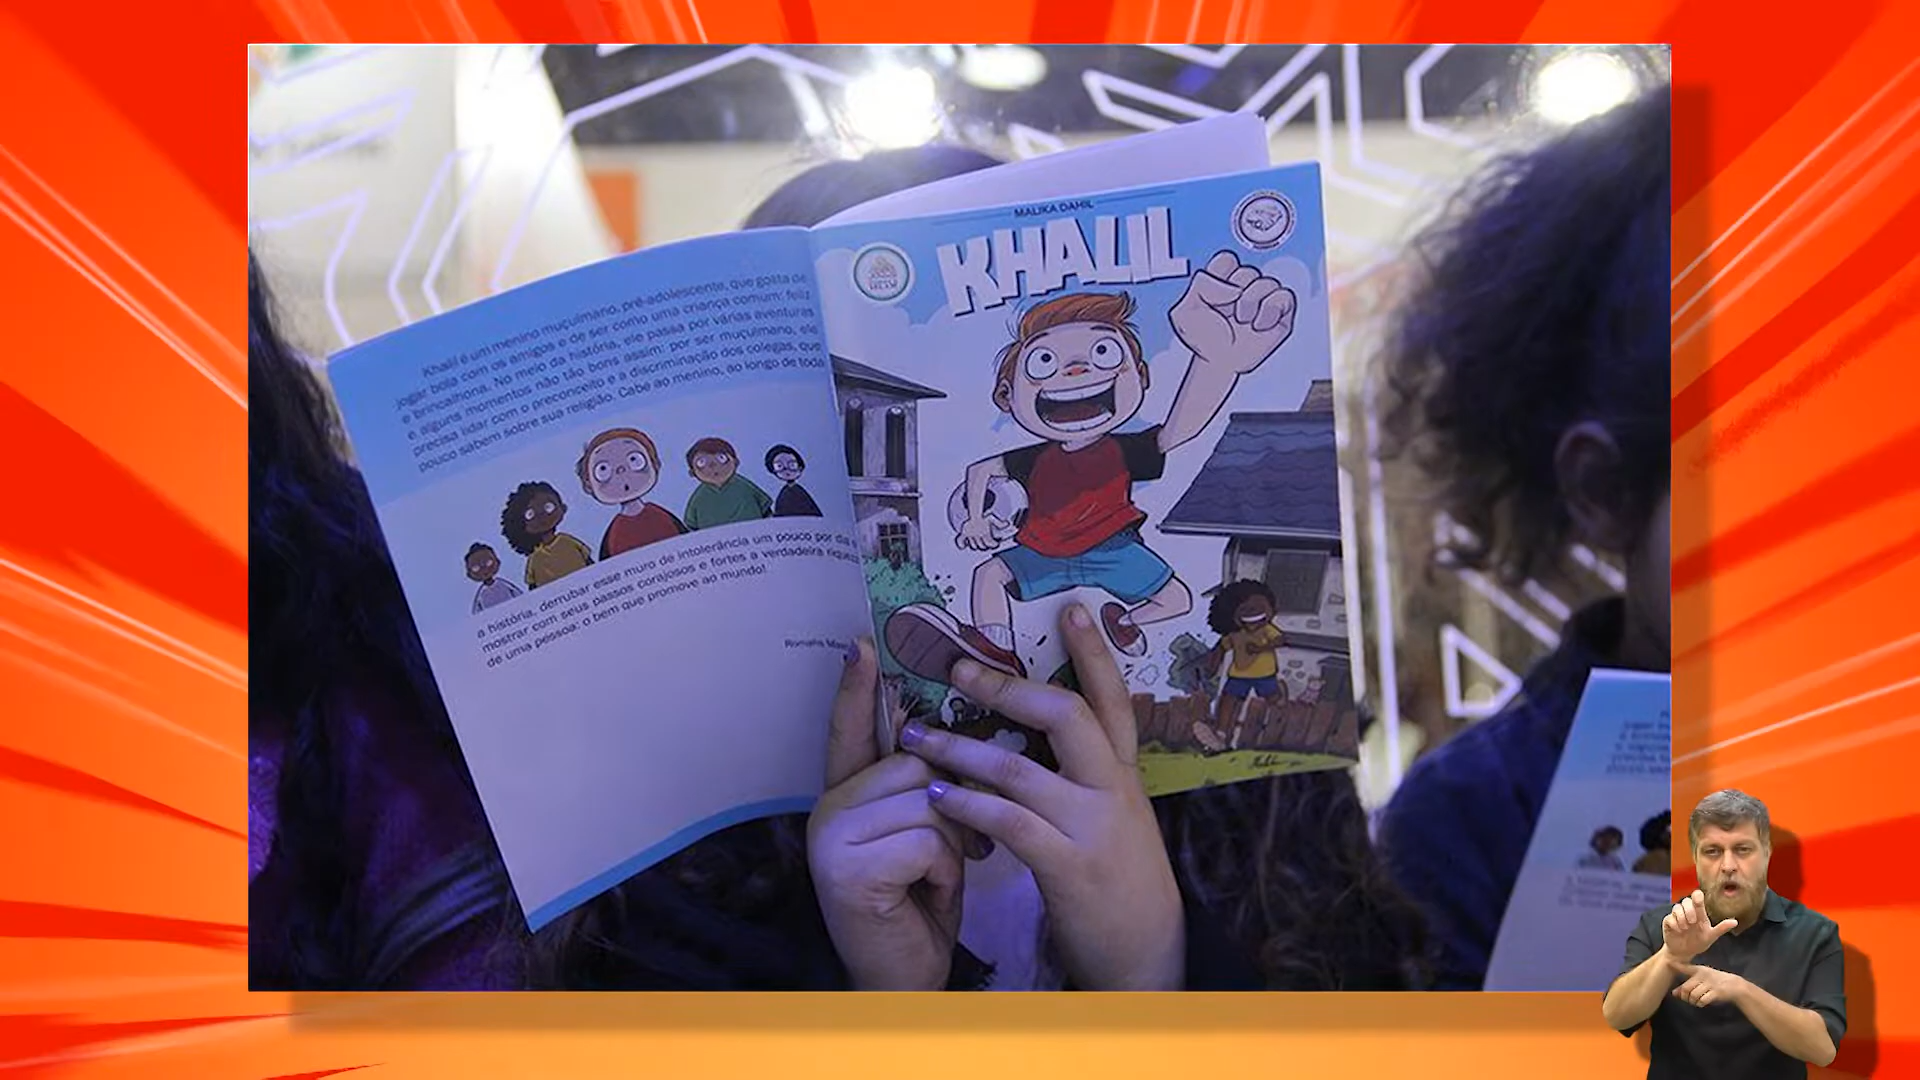 Khalil é um menino muçulmano, pré-adolescente, que gosta de
jogar bola com os amigos e de ser como uma criança comum: feliz
e brincalhona. No meio da história, ele passa por várias aventuras
e alguns momentos não tão bons assim: por ser muçulmano, ele
precisa lidar com o preconceito e a discriminação dos colegas, que
pouco sabem sobre sua religião. Cabe ao menino, ao longo de toda
a história, derrubar esse muro de intolerância um pouco por dia e
mostrar com seus passos corajosos e fortes a verdadeira riqueza
de uma pessoa: o bem que promove ao mundo!
MALIKA DAHIL
KHALIL